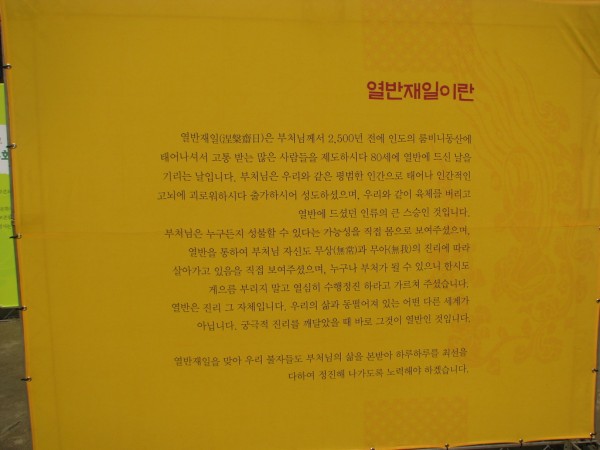 열반재일이란
열반재일(涅槃齋日)은 부처님께서 2,500년 전에 인도의 룸비니동산에
태어나셔서 고통 받는 많은 사람들을 제도하시다 80세에 열반에 드신 날을
기리는 날입니다. 부처님은 우리와 같은 평범한 인간으로 태어나 인간적인
고뇌에 괴로워하시다 출가하시어 성도하셨으며, 우리와 같이 육체를 버리고
열반에 드셨던 인류의 큰 스승인 것입니다.
부처님은 누구든지 성불할 수 있다는 가능성을 직접 몸으로 보여주셨으며,
열반을 통하여 부처님 자신도 무상(無常)과 무아(無我)의 진리에 따라
살아가고 있음을 직접 보여주셨으며, 누구나 부처가 될 수 있으니 한시도
게으름 부리지 말고 열심히 수행정진 하라고 가르쳐 주셨습니다.
열반은 진리 그 자체입니다. 우리의 삶과 동떨어져 있는 어떤 다른 세계가
아닙니다. 궁극적 진리를 깨달았을 때 바로 그것이 열반인 것입니다.
열반재일을 맞아 우리 불자들도 부처님의 삶을 본받아 하루하루를 최선을
다하여 정진해 나가도록 노력해야 하겠습니다.